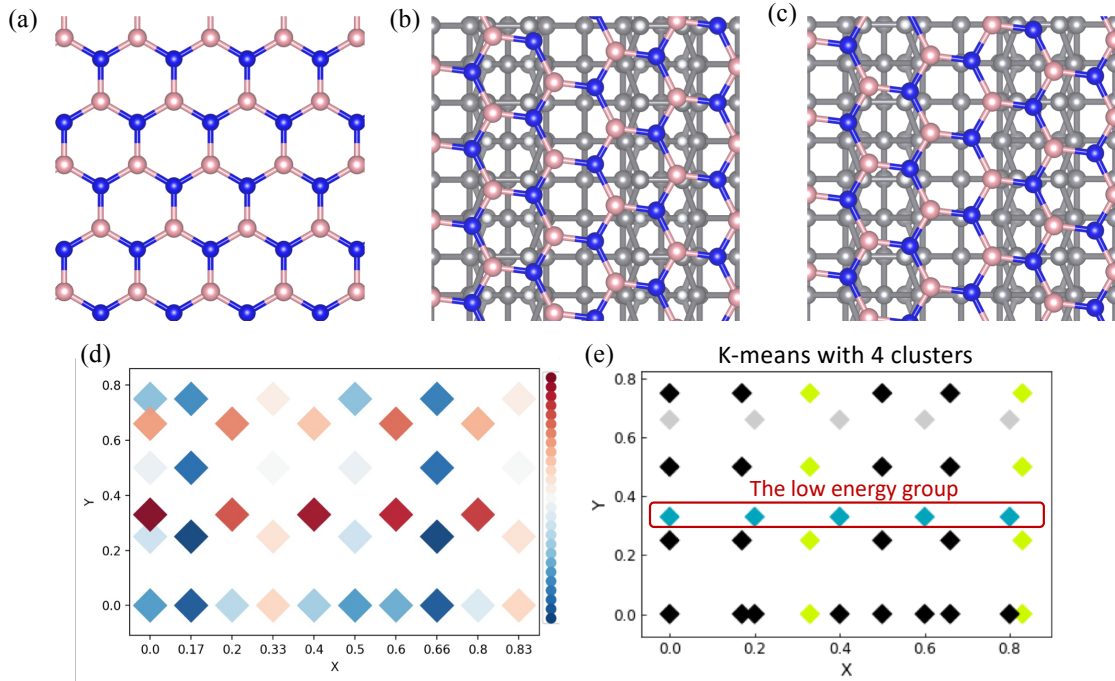 (a)
(b)
(c)
(d)
0.8
0.6
0.4
0.2
0.0
Y
0.0 0.17 0.2 0.33 0.4 0.5 0.6 0.66 0.8 0.83
X
(e)
K-means with 4 clusters
0.8
0.6
0.4
0.2
0.0
Y
The low energy group
0.0 0.2 0.4 0.6 0.8
X